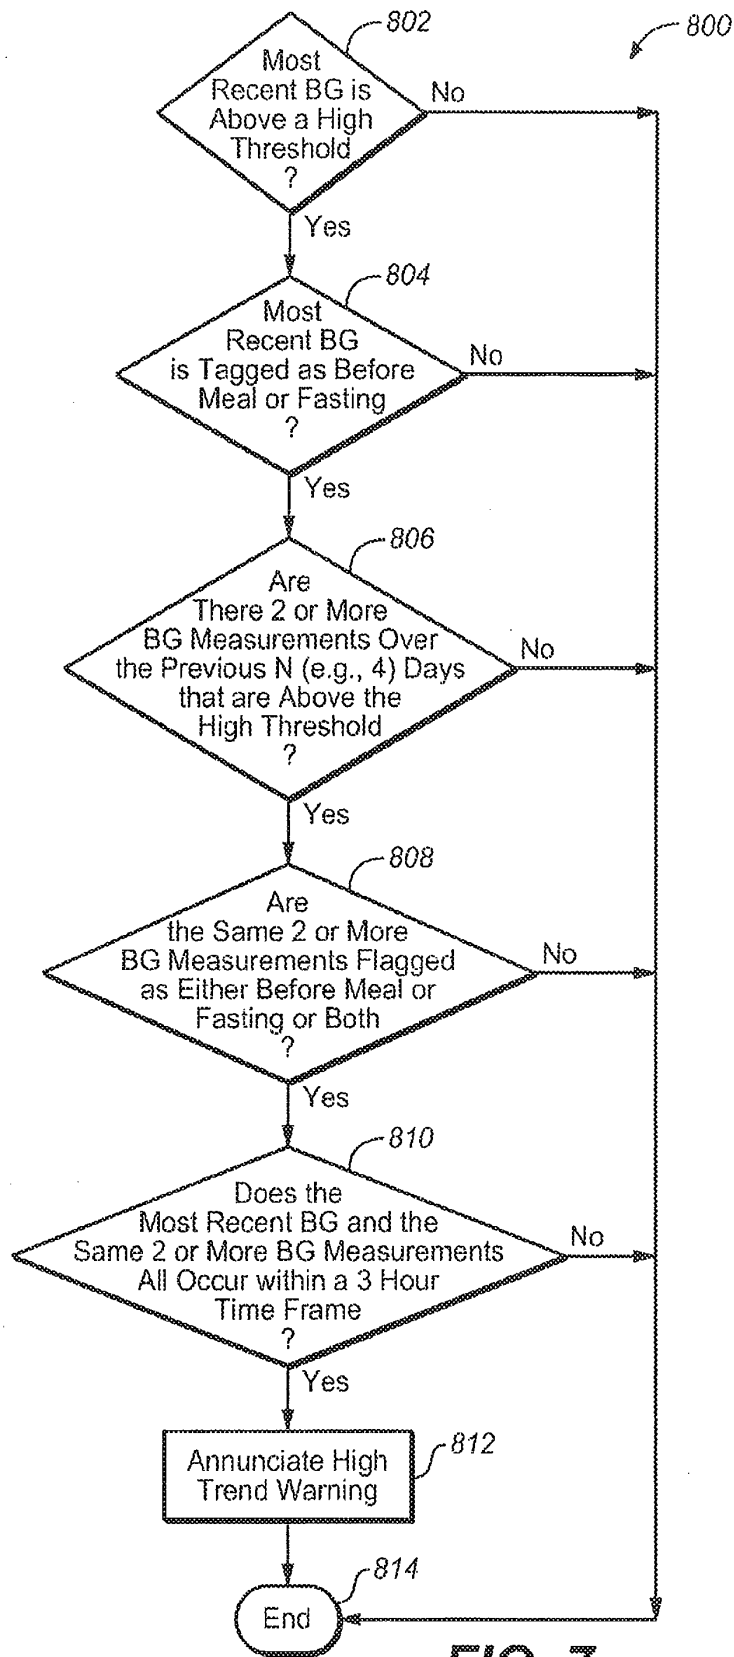 802
800
Most
Recent BG is
Above a High
Threshold
?
No
Yes
804
Most
Recent BG
is Tagged as Before
Meal or Fasting
?
No
Yes
806
Are
There 2 or More
BG Measurements Over
the Previous N (e.g., 4) Days
that are Above the
High Threshold
?
No
Yes
808
Are
the Same 2 or More
BG Measurements Flagged
as Either Before Meal or
Fasting or Both
?
No
Yes
810
Does the
Most Recent BG and the
Same 2 or More BG Measurements
All Occur within a 3 Hour
Time Frame
?
No
Yes
Annunciate High
Trend Warning
812
814
End